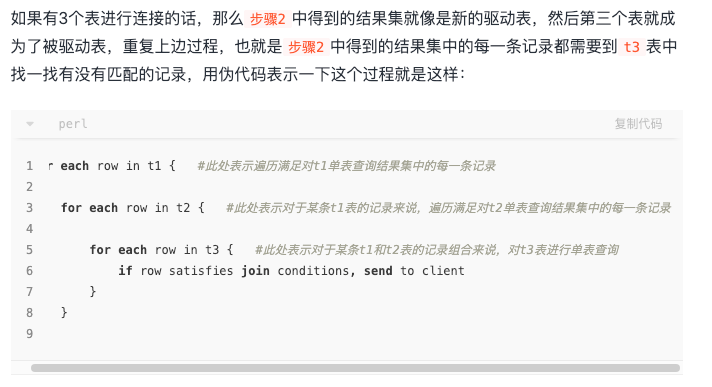 如果有3个表进行连接的话，那么 步骤2 中得到的结果集就像是新的驱动表，然后第三个表就成
为了被驱动表，重复上边过程，也就是 步骤2 中得到的结果集中的每一条记录都需要到 t3 表中
找一找有没有匹配的记录，用伪代码表示一下这个过程就是这样：
perl 复制代码
1 r each row in t1 { #此处表示遍历满足对t1单表查询结果集中的每一条记录
2
3 for each row in t2 { #此处表示对于某条t1表的记录来说，遍历满足对t2单表查询结果集中的每一条记录
4
5 for each row in t3 { #此处表示对于某条t1和t2表的记录组合来说，对t3表进行单表查询
6 if row satisfies join conditions, send to client
7 }
8 }
9